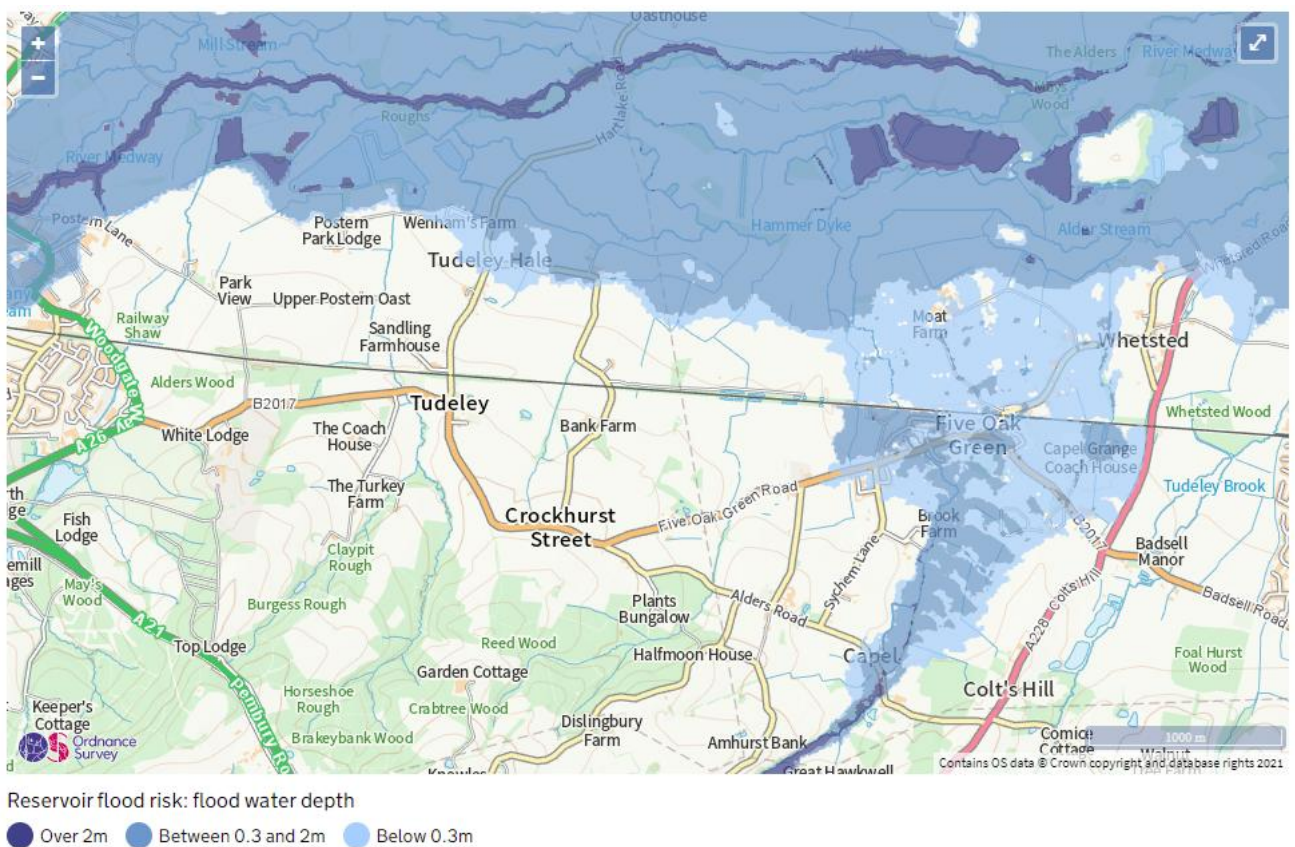 Oasthouse
Mill Stream
The Alders
River Medway
+
−
Mays
Wood
Roughs
Hartlake Road
River Medway
Postern Lane
Postern
Park Lodge
Wenham's Farm
Hammer Dyke
Alder Stream
Whetsted Road
Tudeley Hale
Park
View
Upper Postern Oast
Railway
Shaw
Sandling
Farmhouse
Moat
Farm
Whetsted
Woodgate Way
Alders Wood
B2017
Tudeley
Whetsted Wood
A26
White Lodge
The Coach
House
Bank Farm
Five Oak
Green
Capel Grange
Coach House
The Turkey
Farm
Five Oak Green Road
Tudeley Brook
Crockhurst
Street
Fish
Lodge
Brook
Farm
B2017
Badsell
Manor
Claypit
Rough
Sychem Lane
May's
Wood
Burgess Rough
Plants
Bungalow
Alders Road
Badsell Road
A21
Top Lodge
Reed Wood
Halfmoon House
Capel
A228 Colts Hill
Foal Hurst
Wood
Garden Cottage
Pembury Ro
Horseshoe
Rough
Crabtree Wood
Colt's Hill
Keeper's
Cottage
Dislingbury
Farm
Brakeybank Wood
Amhurst Bank
Comice
Cottage
1000 m
Ordnance
Survey
Great Hawkwell
Contains OS data © Crown copyright and database rights 2021
Reservoir flood risk: flood water depth
Over 2m Between 0.3 and 2m Below 0.3m